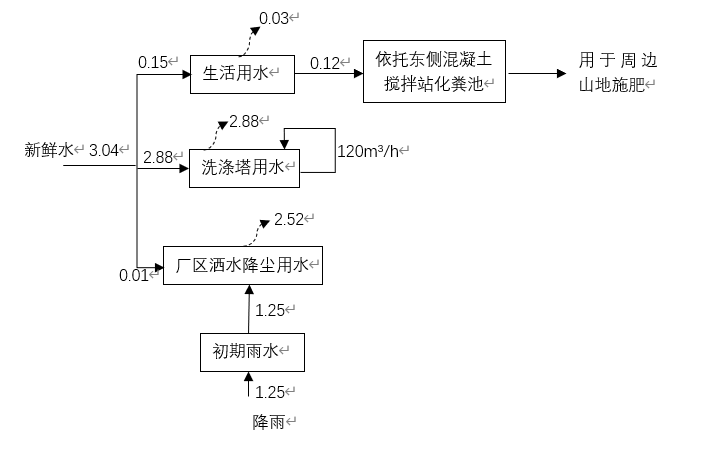 0.03
0.15
生活用水
0.12
依托东侧混凝土
搅拌站化粪池
用于周边
山地施肥
新鲜水
3.04
2.88
2.88
洗涤塔用水
120m³/h
2.52
0.01
厂区洒水降尘用水
1.25
初期雨水
1.25
降雨